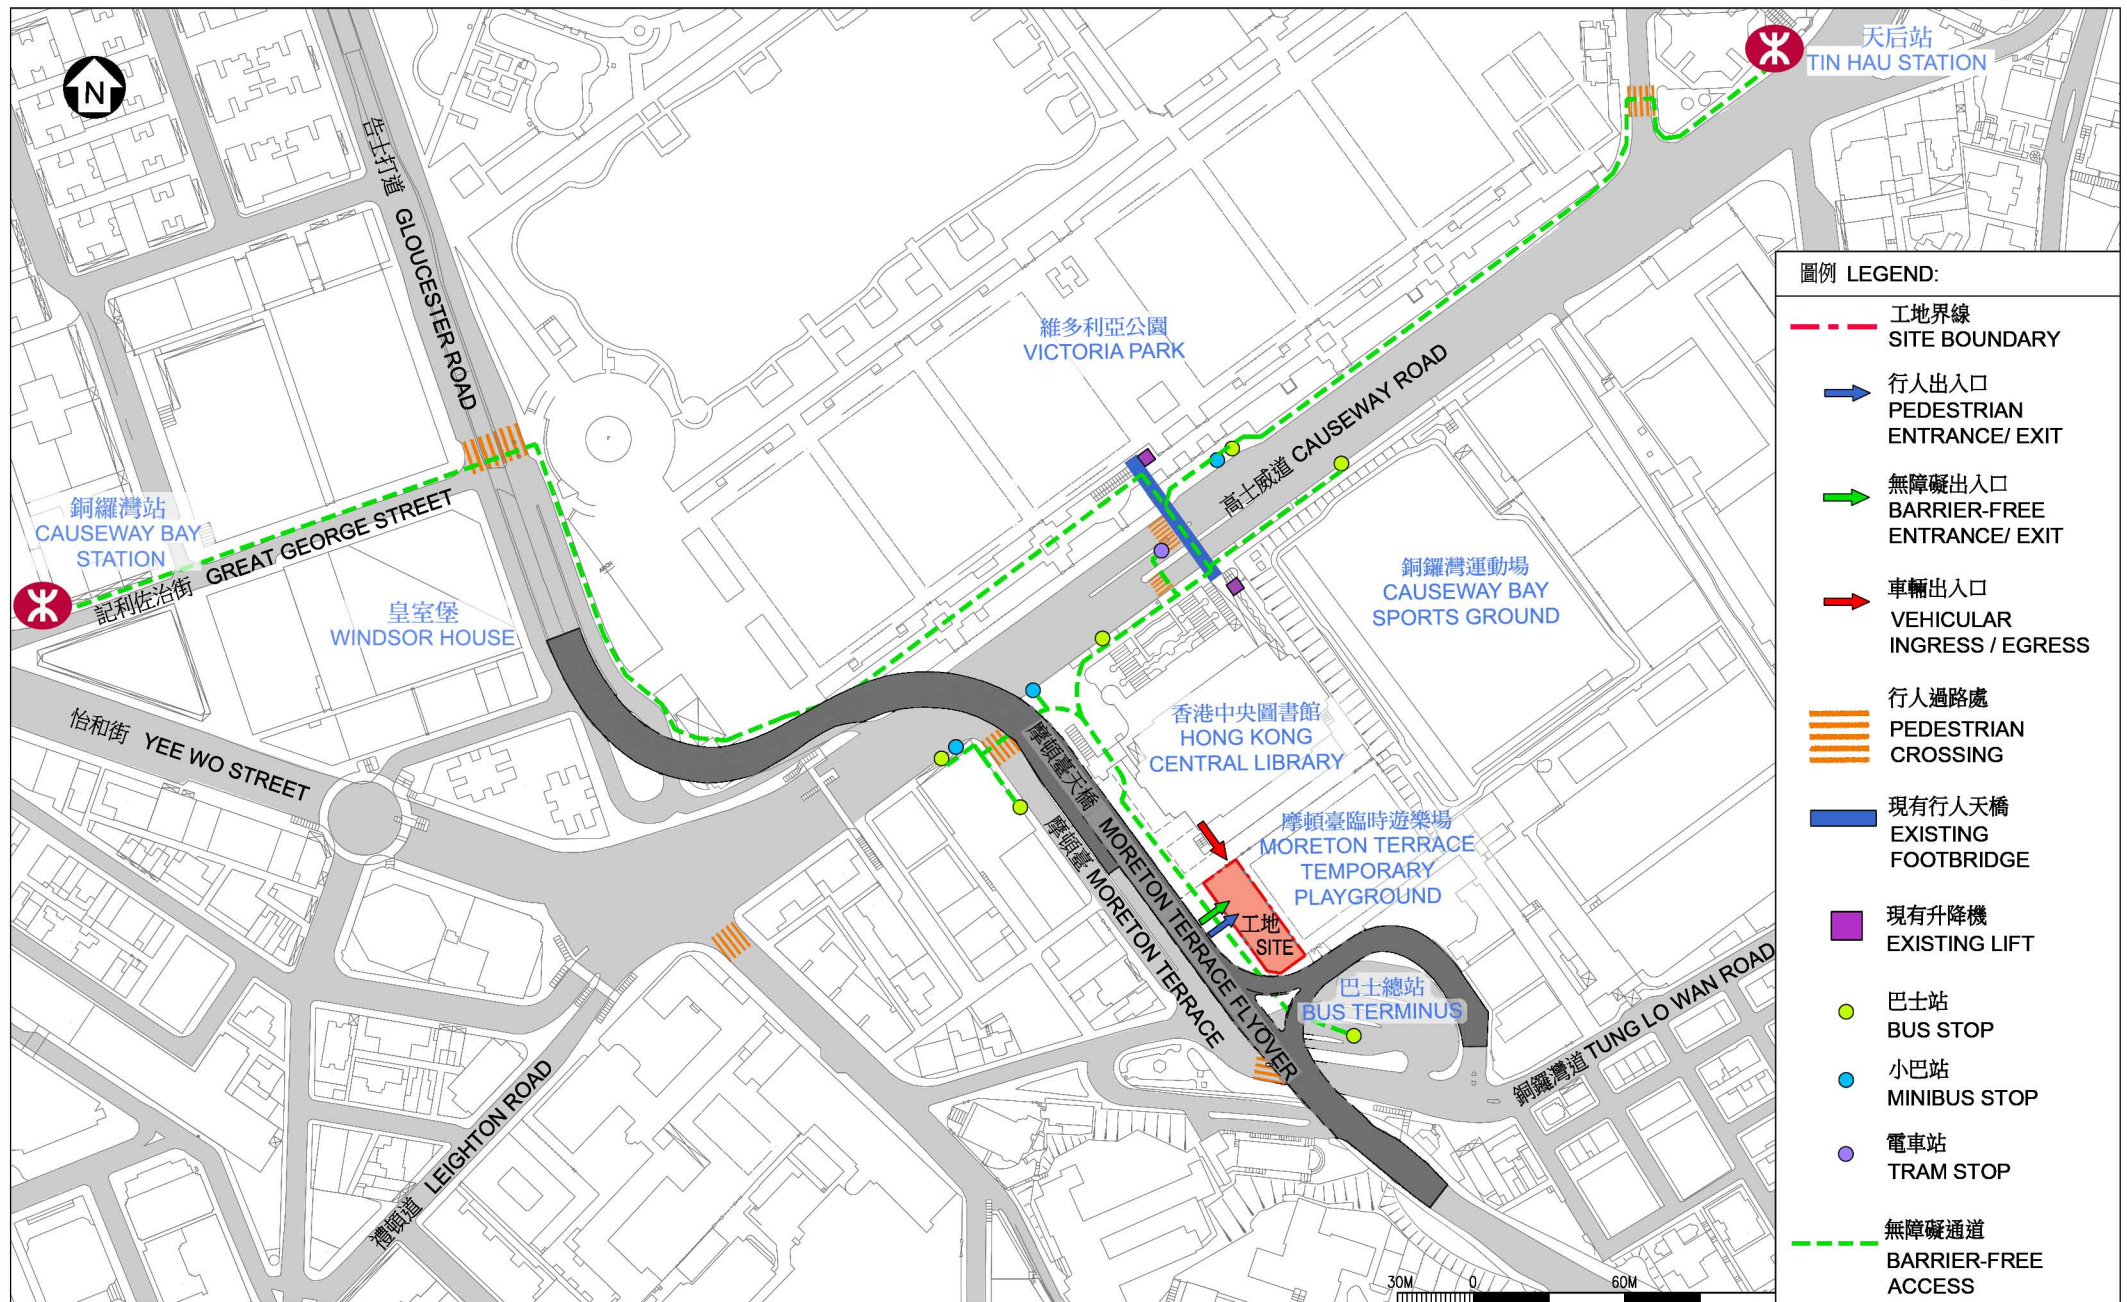 N
天后站
TIN HAU STATION
告士打道 GLOUCESTER ROAD
維多利亞公園
VICTORIA PARK
高士威道 CAUSEWAY ROAD
銅羅灣站
CAUSEWAY BAY
STATION
記利佐治街 GREAT GEORGE STREET
皇室堡
WINDSOR HOUSE
銅鑼灣運動場
CAUSEWAY BAY
SPORTS GROUND
怡和街 YEE WO STREET
香港中央圖書館
HONG KONG
CENTRAL LIBRARY
摩頓臺天橋 MORETON TERRACE FLYOVER
摩頓臺 MORETON TERRACE
摩頓臺臨時遊樂場
MORETON TERRACE
TEMPORARY
PLAYGROUND
工地
SITE
巴士總站
BUS TERMINUS
銅鑼灣道 TUNG LO WAN ROAD
禮頓道 LEIGHTON ROAD
圖例 LEGEND:
工地界線
SITE BOUNDARY
行人出入口
PEDESTRIAN
ENTRANCE/ EXIT
無障礙出入口
BARRIER-FREE
ENTRANCE/ EXIT
車輛出入口
VEHICULAR
INGRESS / EGRESS
行人過路處
PEDESTRIAN
CROSSING
現有行人天橋
EXISTING
FOOTBRIDGE
現有升降機
EXISTING LIFT
巴士站
BUS STOP
小巴站
MINIBUS STOP
電車站
TRAM STOP
無障礙通道
BARRIER-FREE
ACCESS
30M 0 60M